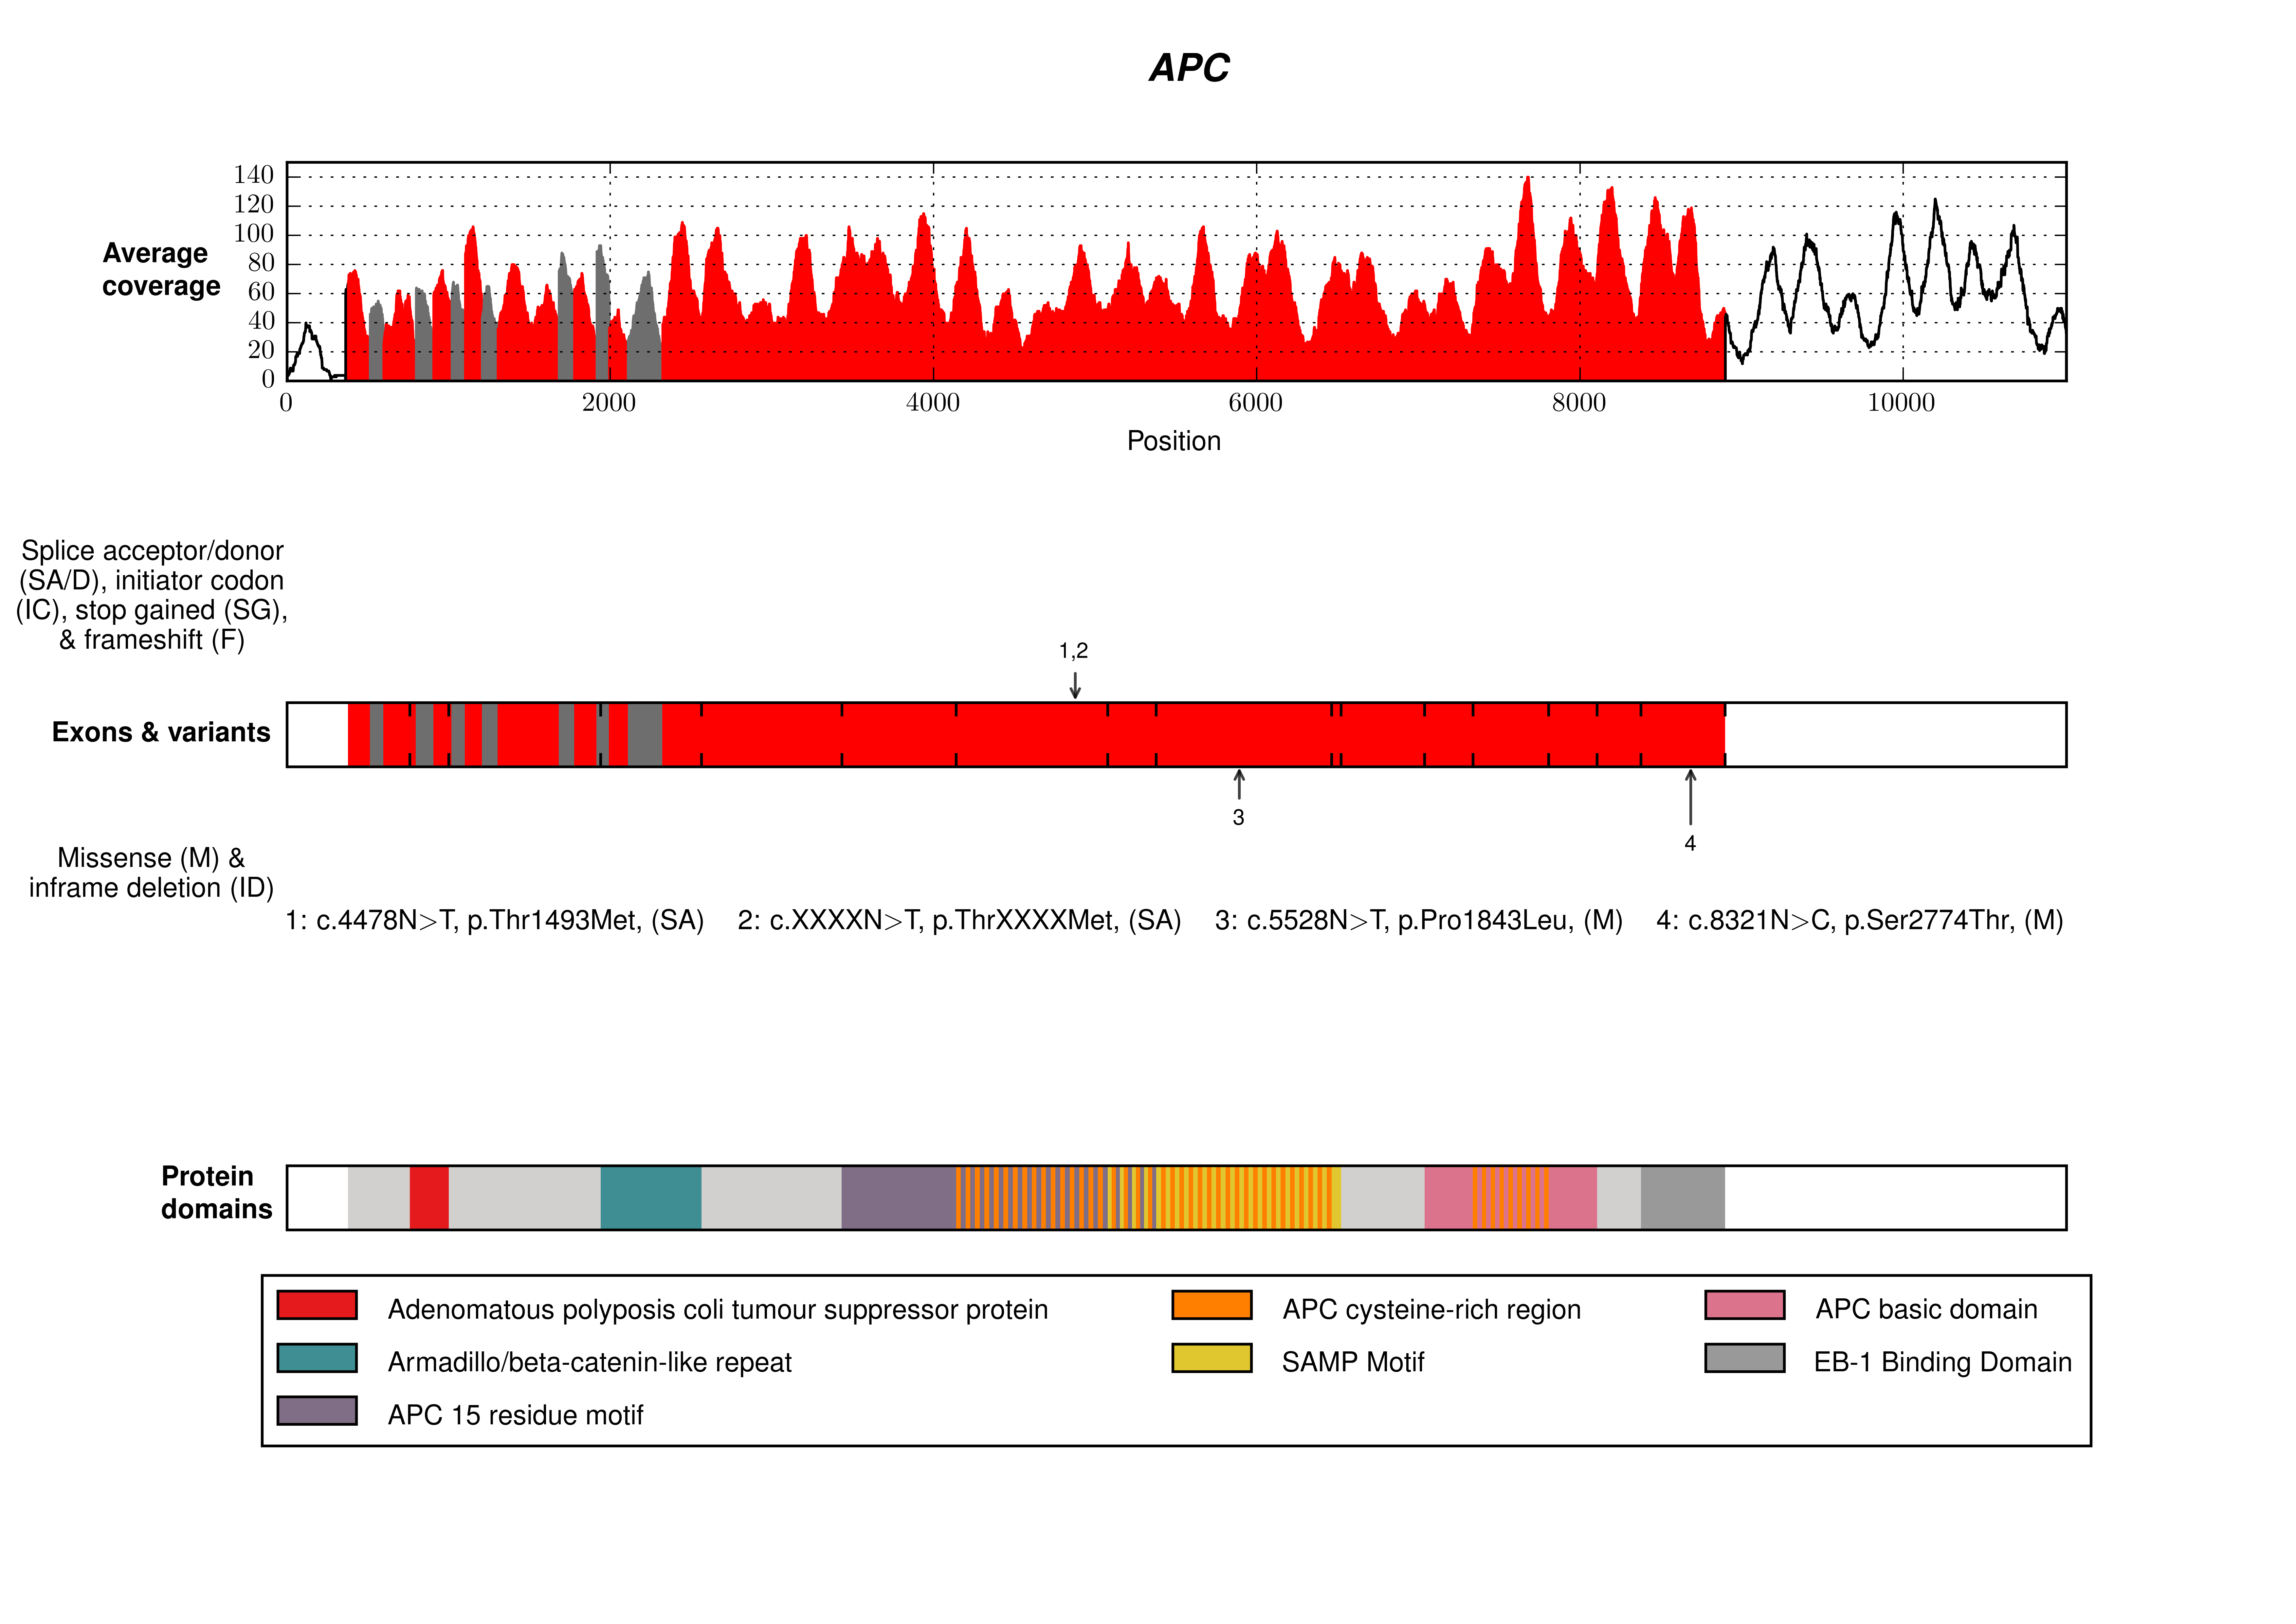 APC
140
120
100
80
60
40
20
0
Average
coverage
0 2000 4000 6000 8000 10000
Position
Splice acceptor/donor
(SA/D), initiator codon
(IC), stop gained (SG),
& frameshift (F)
1,2
Exons & variants
3
4
Missense (M) &
inframe deletion (ID)
1: c.4478N>T, p.Thr1493Met, (SA) 2: c.XXXXN>T, p.ThrXXXXMet, (SA) 3: c.5528N>T, p.Pro1843Leu, (M) 4: c.8321N>C, p.Ser2774Thr, (M)
Protein
domains
Adenomatous polyposis coli tumour suppressor protein APC cysteine-rich region APC basic domain
Armadillo/beta-catenin-like repeat SAMP Motif EB-1 Binding Domain
APC 15 residue motif